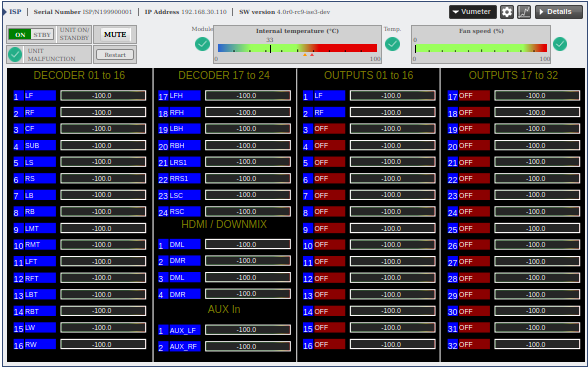 ISP | Serial Number ISP/N199900001 | IP Address 192.168.30.110 | SW version 4.0r0-rc9-ne3-dev
Vumeter Details
ON STBY UNIT ON/ STANDBY MUTE
UNIT MALFUNCTION Restart
Module Internal temperature (°C) Temp. Fan speed (%)
33 0
0 100 0 100
DECODER 01 to 16
1 LF -100.0
2 RF -100.0
3 CF -100.0
4 SUB -100.0
5 LS -100.0
6 RS -100.0
7 LB -100.0
8 RB -100.0
9 LMT -100.0
10 RMT -100.0
11 LFT -100.0
12 RFT -100.0
13 LBT -100.0
14 RBT -100.0
15 LW -100.0
16 RW -100.0
DECODER 17 to 24
17 LFH -100.0
18 RFH -100.0
19 LBH -100.0
20 RBH -100.0
21 LRS1 -100.0
22 RRS1 -100.0
23 LSC -100.0
24 RSC -100.0
HDMI / DOWNMIX
1 DML -100.0
2 DMR -100.0
3 DML -100.0
4 DMR -100.0
AUX In
1 AUX_LF -100.0
2 AUX_RF -100.0
OUTPUTS 01 to 16
1 LF -100.0
2 RF -100.0
3 OFF -100.0
4 OFF -100.0
5 OFF -100.0
6 OFF -100.0
7 OFF -100.0
8 OFF -100.0
9 OFF -100.0
10 OFF -100.0
11 OFF -100.0
12 OFF -100.0
13 OFF -100.0
14 OFF -100.0
15 OFF -100.0
16 OFF -100.0
OUTPUTS 17 to 32
17 OFF -100.0
18 OFF -100.0
19 OFF -100.0
20 OFF -100.0
21 OFF -100.0
22 OFF -100.0
23 OFF -100.0
24 OFF -100.0
25 OFF -100.0
26 OFF -100.0
27 OFF -100.0
28 OFF -100.0
29 OFF -100.0
30 OFF -100.0
31 OFF -100.0
32 OFF -100.0